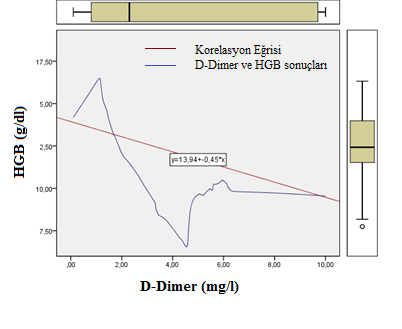 Korelasyon Eğrisi
D-Dimer ve HGB sonuçları
17,50
5,00
2,50
10,00
7,50
HGB (g/dl)
y=13,94+-0,45*x
,00
2,00
4,00
6,00
8,00
10,00
D-Dimer (mg/l)